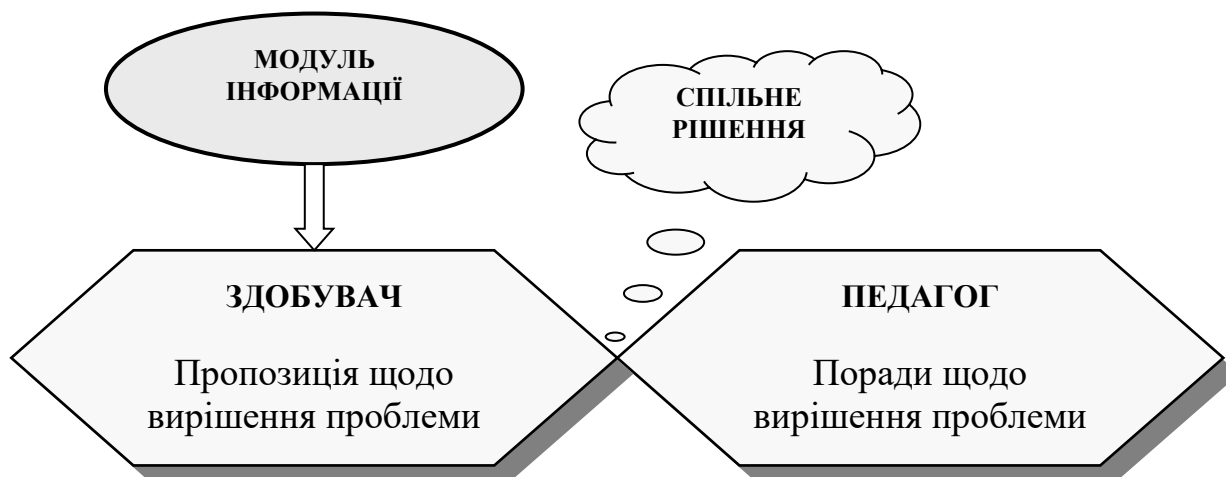 МОДУЛЬ
ІНФОРМАЦІЇ
СПІЛЬНЕ
РІШЕННЯ
ЗДОБУВАЧ
Пропозиція щодо
вирішення проблеми
ПЕДАГОГ
Поради щодо
вирішення проблеми